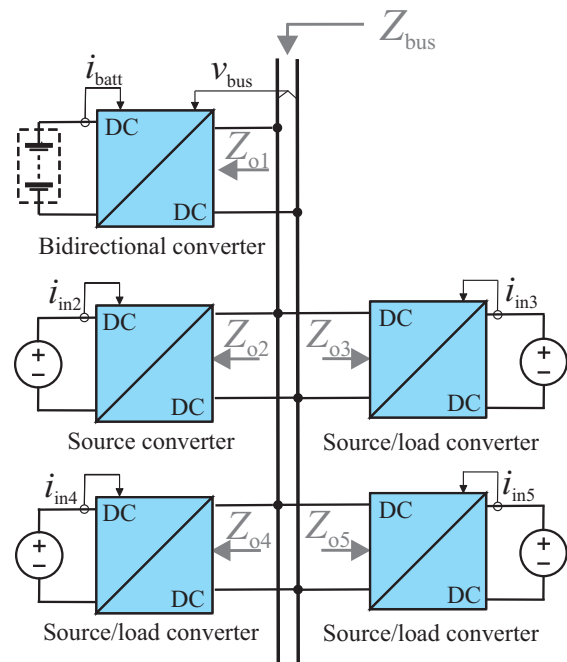 Z_bus
i_batt
v_bus
DC
Z_o1
DC
Bidirectional converter
i_in2
i_in3
DC
DC
Z_o2
Z_o3
DC
DC
Source converter
Source/load converter
i_in4
i_in5
DC
DC
Z_o4
Z_o5
DC
DC
Source/load converter
Source/load converter